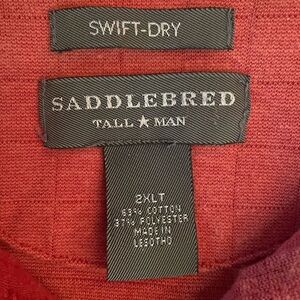 SWIFT-DRY
SADDLEBRED
TALL ★ MAN
2XLT
63% COTTON
37% POLYESTER
MADE IN
LESOTHO